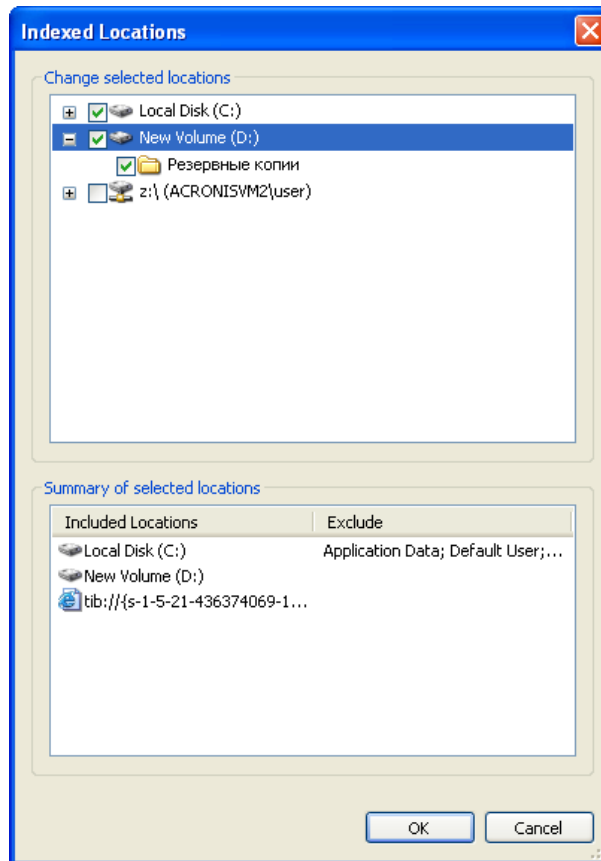 Indexed Locations
Change selected locations
Local Disk (C:)
New Volume (D:)
Резервные копии
z:\ (ACRONISVM2\user)
Summary of selected locations
Included Locations Exclude
Local Disk (C:) Application Data; Default User;...
New Volume (D:)
tib://{s-1-5-21-436374069-1...
OK Cancel